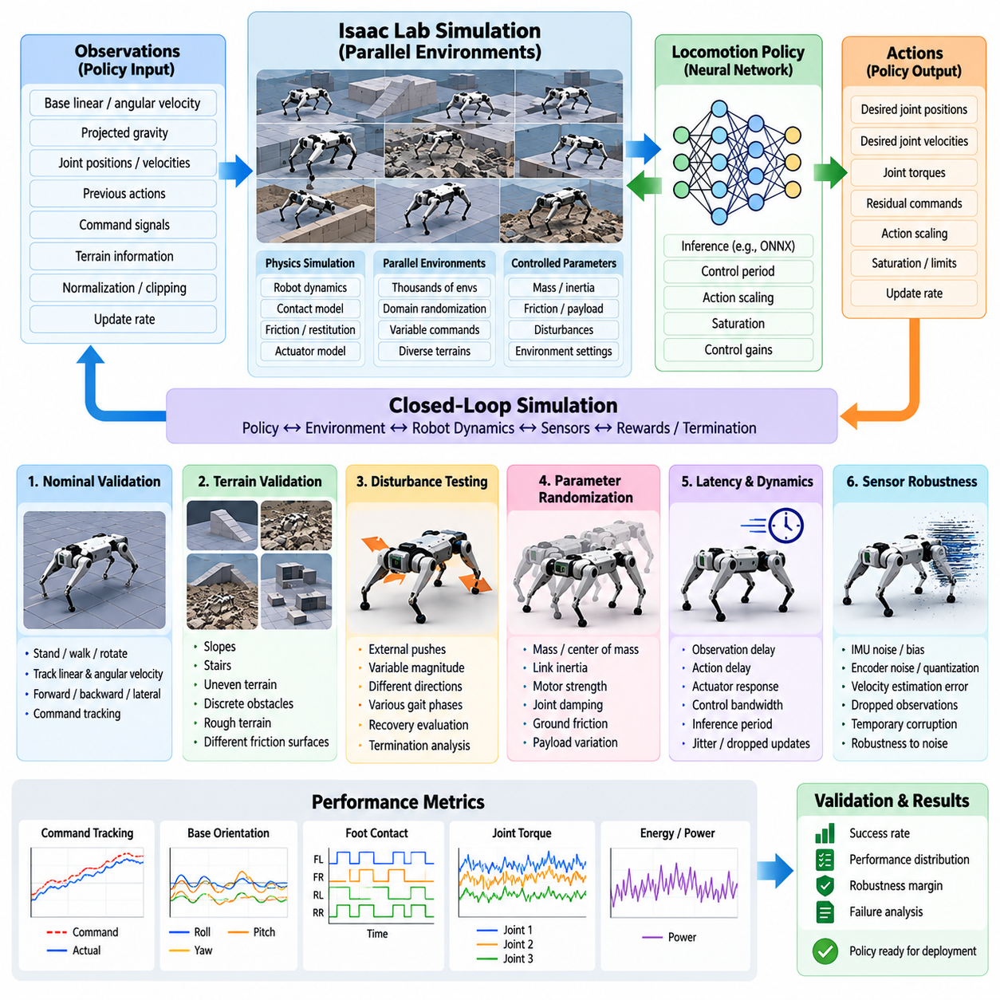 Observations
(Policy Input)
Base linear / angular velocity
Projected gravity
Joint positions / velocities
Previous actions
Command signals
Terrain information
Normalization / clipping
Update rate
Isaac Lab Simulation
(Parallel Environments)
Physics Simulation
Robot dynamics
Contact model
Friction / restitution
Actuator model
Parallel Environments
Thousands of envs
Domain randomization
Variable commands
Diverse terrains
Controlled Parameters
Mass / inertia
Friction / payload
Disturbances
Environment settings
Locomotion Policy
(Neural Network)
Inference (e.g., ONNX)
Control period
Action scaling
Saturation
Control gains
Actions
(Policy Output)
Desired joint positions
Desired joint velocities
Joint torques
Residual commands
Action scaling
Saturation / limits
Update rate
Closed-Loop Simulation
Policy ↔ Environment ↔ Robot Dynamics ↔ Sensors ↔ Rewards / Termination
1. Nominal Validation
• Stand / walk / rotate
• Track linear & angular velocity
• Forward / backward / lateral
• Command tracking
2. Terrain Validation
• Slopes
• Stairs
• Uneven terrain
• Discrete obstacles
• Rough terrain
• Different friction surfaces
3. Disturbance Testing
• External pushes
• Variable magnitude
• Different directions
• Various gait phases
• Recovery evaluation
• Termination analysis
4. Parameter
Randomization
• Mass / center of mass
• Link inertia
• Motor strength
• Joint damping
• Ground friction
• Payload variation
5. Latency & Dynamics
• Observation delay
• Action delay
• Actuator response
• Control bandwidth
• Inference period
• Jitter / dropped updates
6. Sensor Robustness
• IMU noise / bias
• Encoder noise / quantization
• Velocity estimation error
• Dropped observations
• Temporary corruption
• Robustness to noise
Performance Metrics
Command Tracking
Command
Actual
Base Orientation
Roll
Pitch
Yaw
Foot Contact
FL
FR
RL
RR
Time
Joint Torque
Joint 1
Joint 2
Joint 3
Energy / Power
Power
Validation & Results
Success rate
Performance distribution
Robustness margin
Failure analysis
Policy ready for deployment